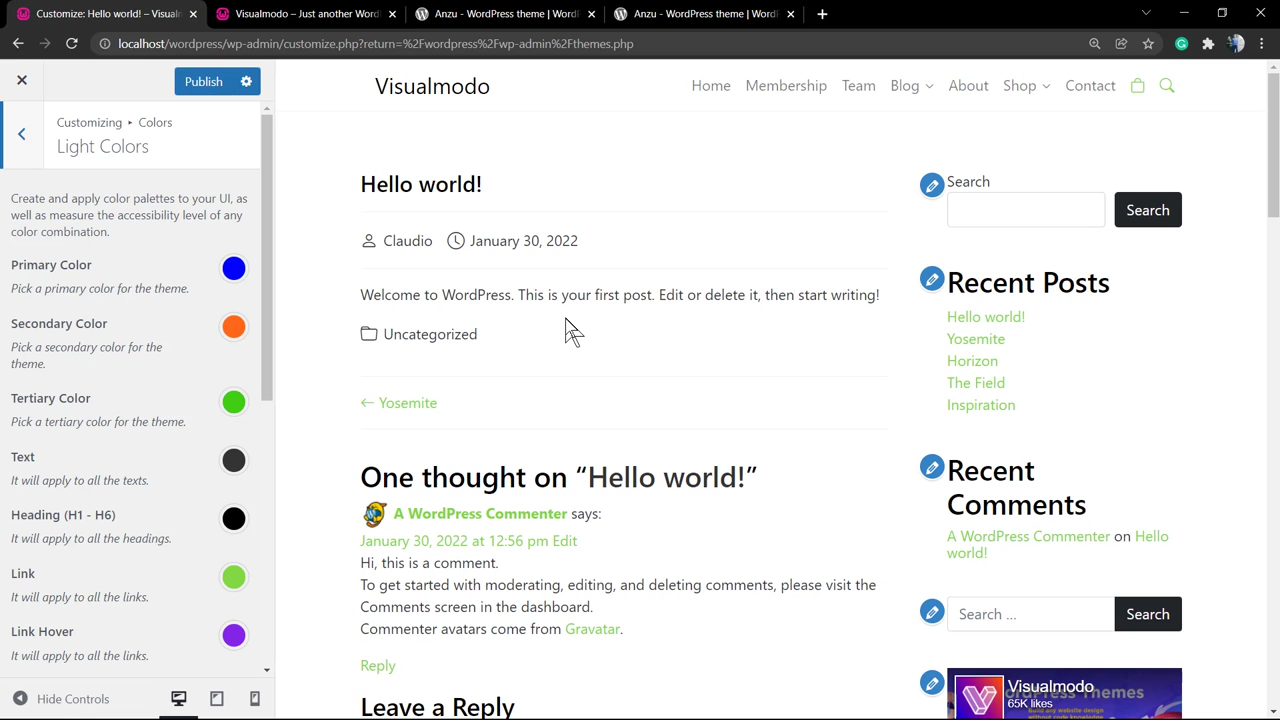 Customize: Hello world! – Visualm
Visualmodo – Just another Word
Anzu - WordPress theme | Word
Anzu - WordPress theme | Word
localhost/wordpress/wp-admin/customize.php?return=%2Fwordpress%2Fwp-admin%2Fthemes.php
Publish
Customizing ▸ Colors
Light Colors
Create and apply color palettes to your UI, as
well as measure the accessibility level of any
color combination.
Primary Color
Pick a primary color for the theme.
Secondary Color
Pick a secondary color for the
theme.
Tertiary Color
Pick a tertiary color for the theme.
Text
It will apply to all the texts.
Heading (H1 - H6)
It will apply to all the headings.
Link
It will apply to all the links.
Link Hover
It will apply to all the links.
Hide Controls
Visualmodo
Home Membership Team Blog About Shop Contact
Hello world!
Claudio January 30, 2022
Welcome to WordPress. This is your first post. Edit or delete it, then start writing!
Uncategorized
← Yosemite
One thought on “Hello world!”
A WordPress Commenter says:
January 30, 2022 at 12:56 pm Edit
Hi, this is a comment.
To get started with moderating, editing, and deleting comments, please visit the
Comments screen in the dashboard.
Commenter avatars come from Gravatar.
Reply
Leave a Reply
Search
Search
Recent Posts
Hello world!
Yosemite
Horizon
The Field
Inspiration
Recent
Comments
A WordPress Commenter on Hello
world!
Search …
Search
Visualmodo
WordPress Themes
65K likes